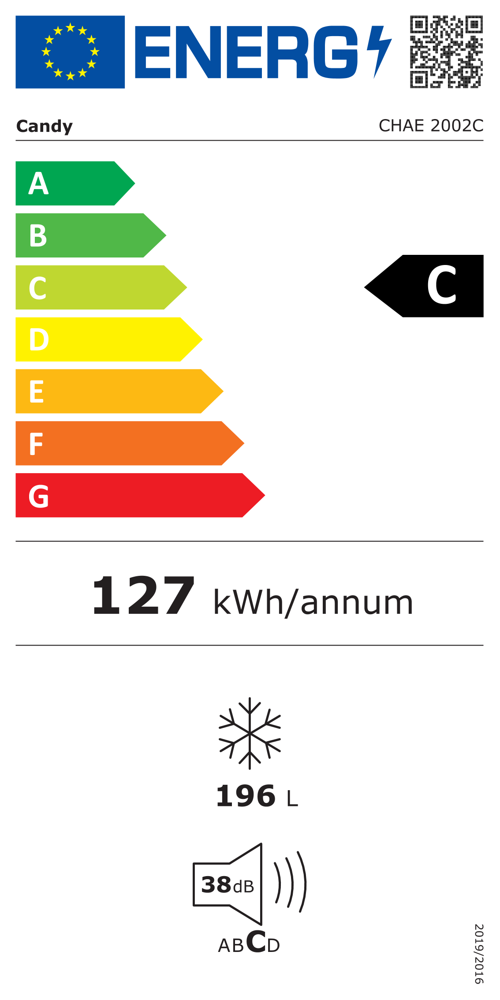 ENERG
Candy
CHAE 2002C
A
B
C
C
D
E
F
G
127 kWh/annum
196 L
38dB
ABCD
2019/2016